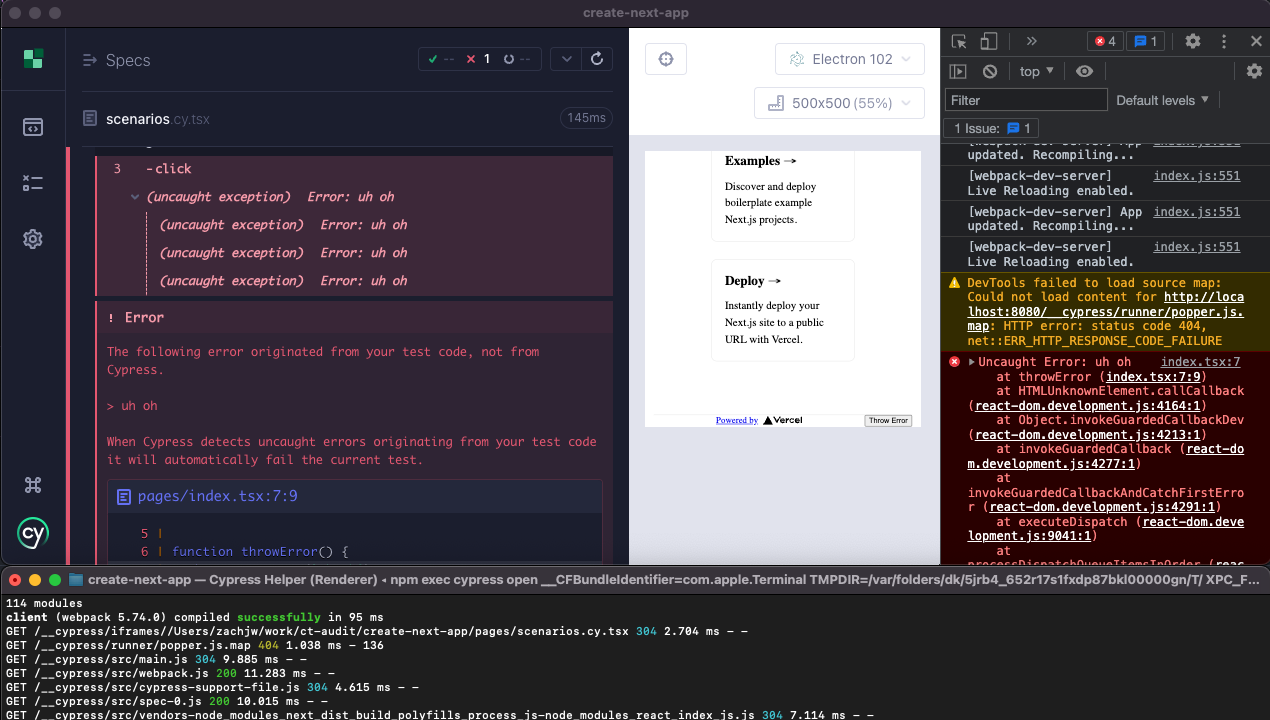 create-next-app
Specs
-- 1 --
scenarios.cy.tsx
145ms
3 -click
(uncaught exception) Error: uh oh
(uncaught exception) Error: uh oh
(uncaught exception) Error: uh oh
(uncaught exception) Error: uh oh
! Error
The following error originated from your test code, not from
Cypress.
> uh oh
When Cypress detects uncaught errors originating from your test code
it will automatically fail the current test.
pages/index.tsx:7:9
5 |
6 | function throwError() {
cy
Electron 102
500x500 (55%)
Examples →
Discover and deploy
boilerplate example
Next.js projects.
Deploy →
Instantly deploy your
Next.js site to a public
URL with Vercel.
Powered by Vercel
Throw Error
4 1
top
Filter
Default levels
1 Issue: 1
[webpack-dev-server] App index.js:551
updated. Recompiling...
[webpack-dev-server] index.js:551
Live Reloading enabled.
[webpack-dev-server] App index.js:551
updated. Recompiling...
[webpack-dev-server] index.js:551
Live Reloading enabled.
DevTools failed to load source map:
Could not load content for http://loca
lhost:8080/__cypress/runner/popper.js.
map: HTTP error: status code 404,
net::ERR_HTTP_RESPONSE_CODE_FAILURE
Uncaught Error: uh oh index.tsx:7
at throwError (index.tsx:7:9)
at HTMLUnknownElement.callCallback
(react-dom.development.js:4164:1)
at Object.invokeGuardedCallbackDev
(react-dom.development.js:4213:1)
at invokeGuardedCallback (react-do
m.development.js:4277:1)
at
invokeGuardedCallbackAndCatchFirstErro
r (react-dom.development.js:4291:1)
at executeDispatch (react-dom.deve
lopment.js:9041:1)
at
processDispatchQueueItemsInOrder (reac
create-next-app — Cypress Helper (Renderer) ◂ npm exec cypress open __CFBundleIdentifier=com.apple.Terminal TMPDIR=/var/folders/dk/5jrb4_652r17s1fxdp87bkl00000gn/T/ XPC_F...
114 modules
client (webpack 5.74.0) compiled successfully in 95 ms
GET /__cypress/iframes//Users/zachjw/work/ct-audit/create-next-app/pages/scenarios.cy.tsx 304 2.704 ms - -
GET /__cypress/runner/popper.js.map 404 1.038 ms - 136
GET /__cypress/src/main.js 304 9.885 ms - -
GET /__cypress/src/webpack.js 200 11.283 ms - -
GET /__cypress/src/cypress-support-file.js 304 4.615 ms - -
GET /__cypress/src/spec-0.js 200 10.015 ms - -
GET /__cypress/src/vendors-node_modules_next_dist_build_polyfills_process_js-node_modules_react_index_js.js 304 7.114 ms - -